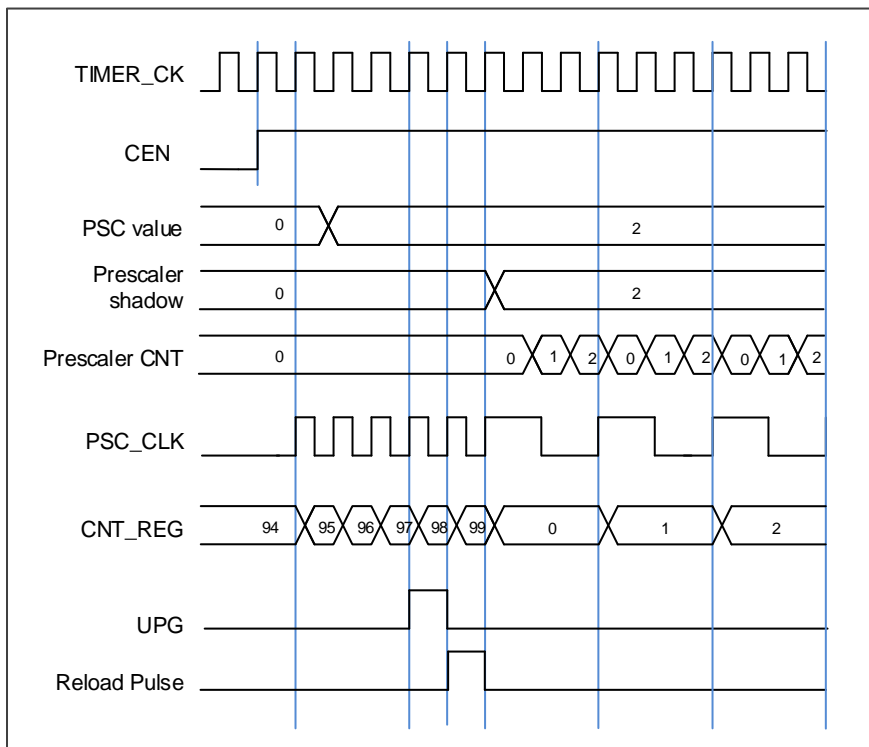 TIMER_CK
CEN
PSC value
0
2
Prescaler
shadow
0
2
Prescaler CNT
0
0
1
2
0
1
2
0
1
2
PSC_CLK
CNT_REG
94
95
96
97
98
99
0
1
2
UPG
Reload Pulse